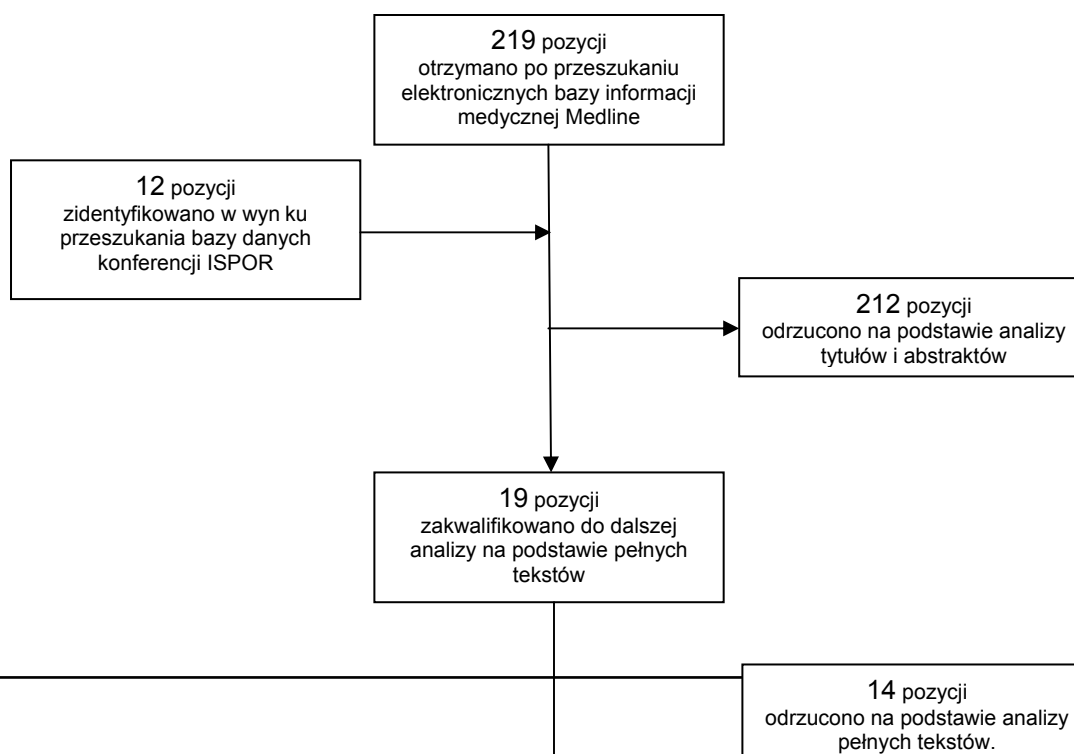 219 pozycji
otrzymano po przeszukaniu
elektronicznych bazy informacji
medycznej Medline
12 pozycji
zidentyfikowano w wyn ku
przeszukania bazy danych
konferencji ISPOR
212 pozycji
odrzucono na podstawie analizy
tytułów i abstraktów
19 pozycji
zakwalifikowano do dalszej
analizy na podstawie pełnych
tekstów
14 pozycji
odrzucono na podstawie analizy
pełnych tekstów.